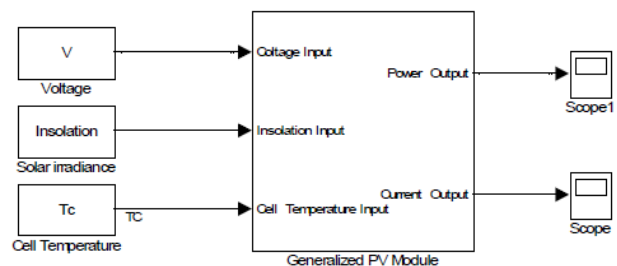 V
Voltage
Insolation
Solar irradiance
Tc
TC
Cell Temperature
Coltage Input
Insolation Input
Cell Temperature Input
Power Output
Current Output
Generalized PV Module
Scope1
Scope